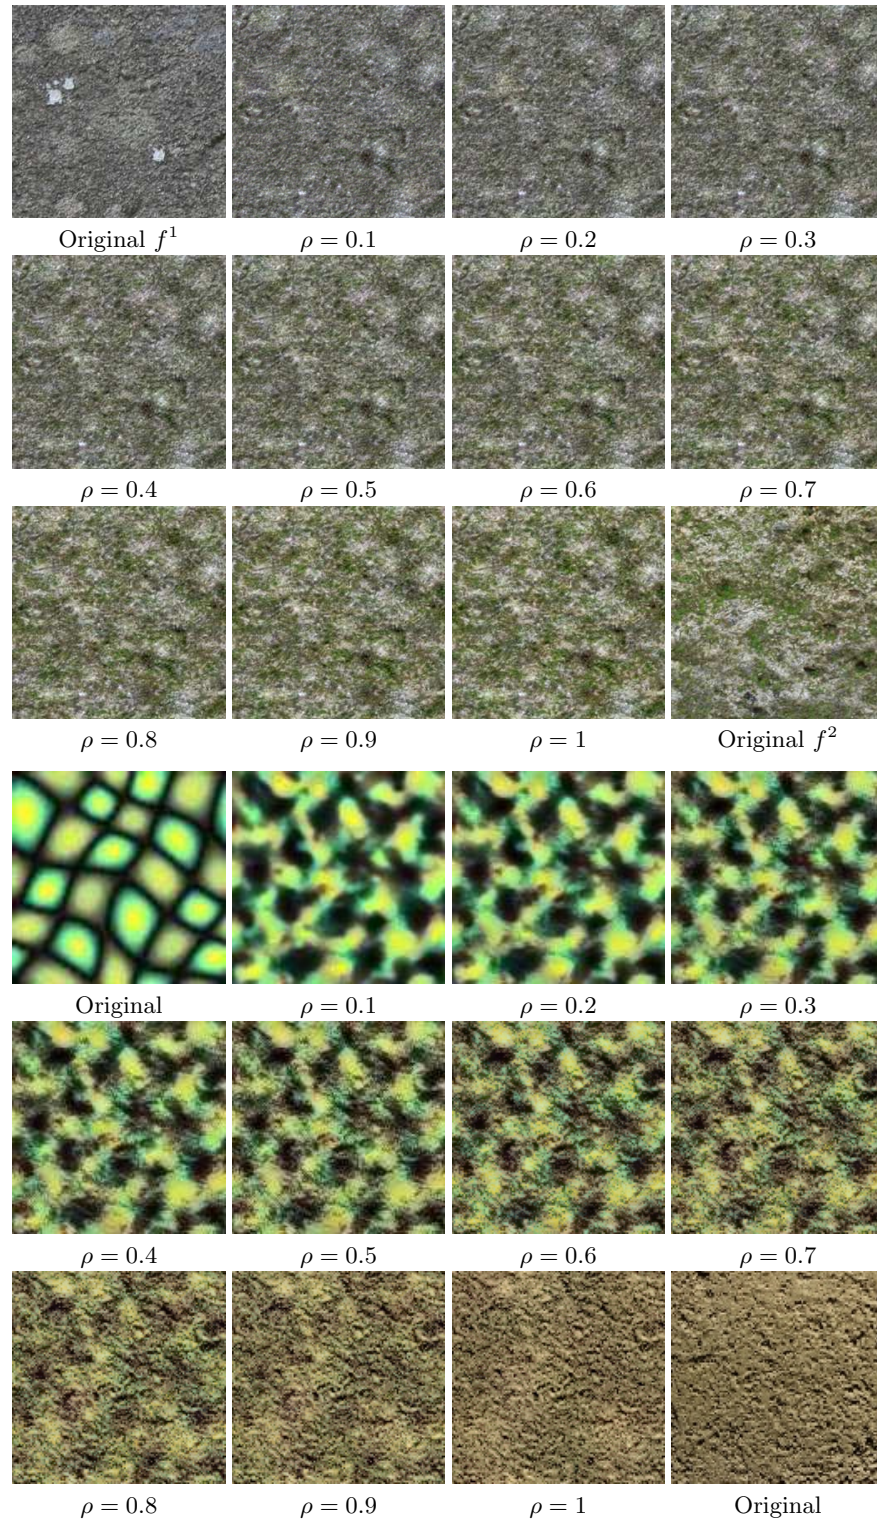 Original f¹ ρ = 0.1 ρ = 0.2 ρ = 0.3
ρ = 0.4 ρ = 0.5 ρ = 0.6 ρ = 0.7
ρ = 0.8 ρ = 0.9 ρ = 1 Original f²
Original ρ = 0.1 ρ = 0.2 ρ = 0.3
ρ = 0.4 ρ = 0.5 ρ = 0.6 ρ = 0.7
ρ = 0.8 ρ = 0.9 ρ = 1 Original